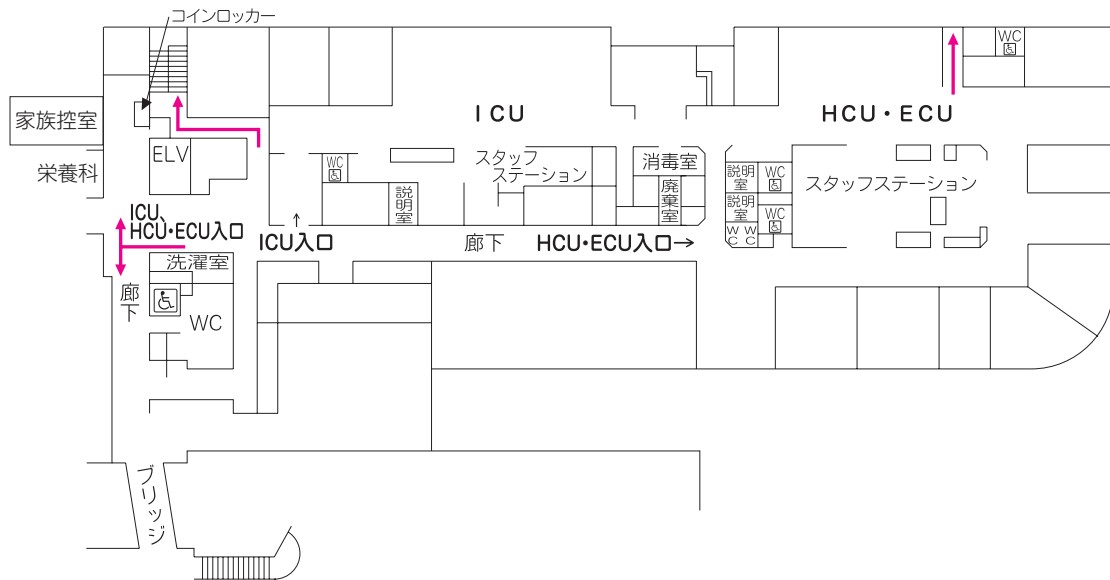 コインロッカー
WC
家族控室
ICU
HCU・ECU
ELV
栄養科
WC
スタッフ
ステーション
消毒室
説明室
廃棄室
説明
室
WC
スタッフステーション
説明
室
WC
WC
WC
ICU、
HCU・ECU入口
ICU入口
廊下
HCU・ECU入口→
洗濯室
廊下
WC
ブリッジ